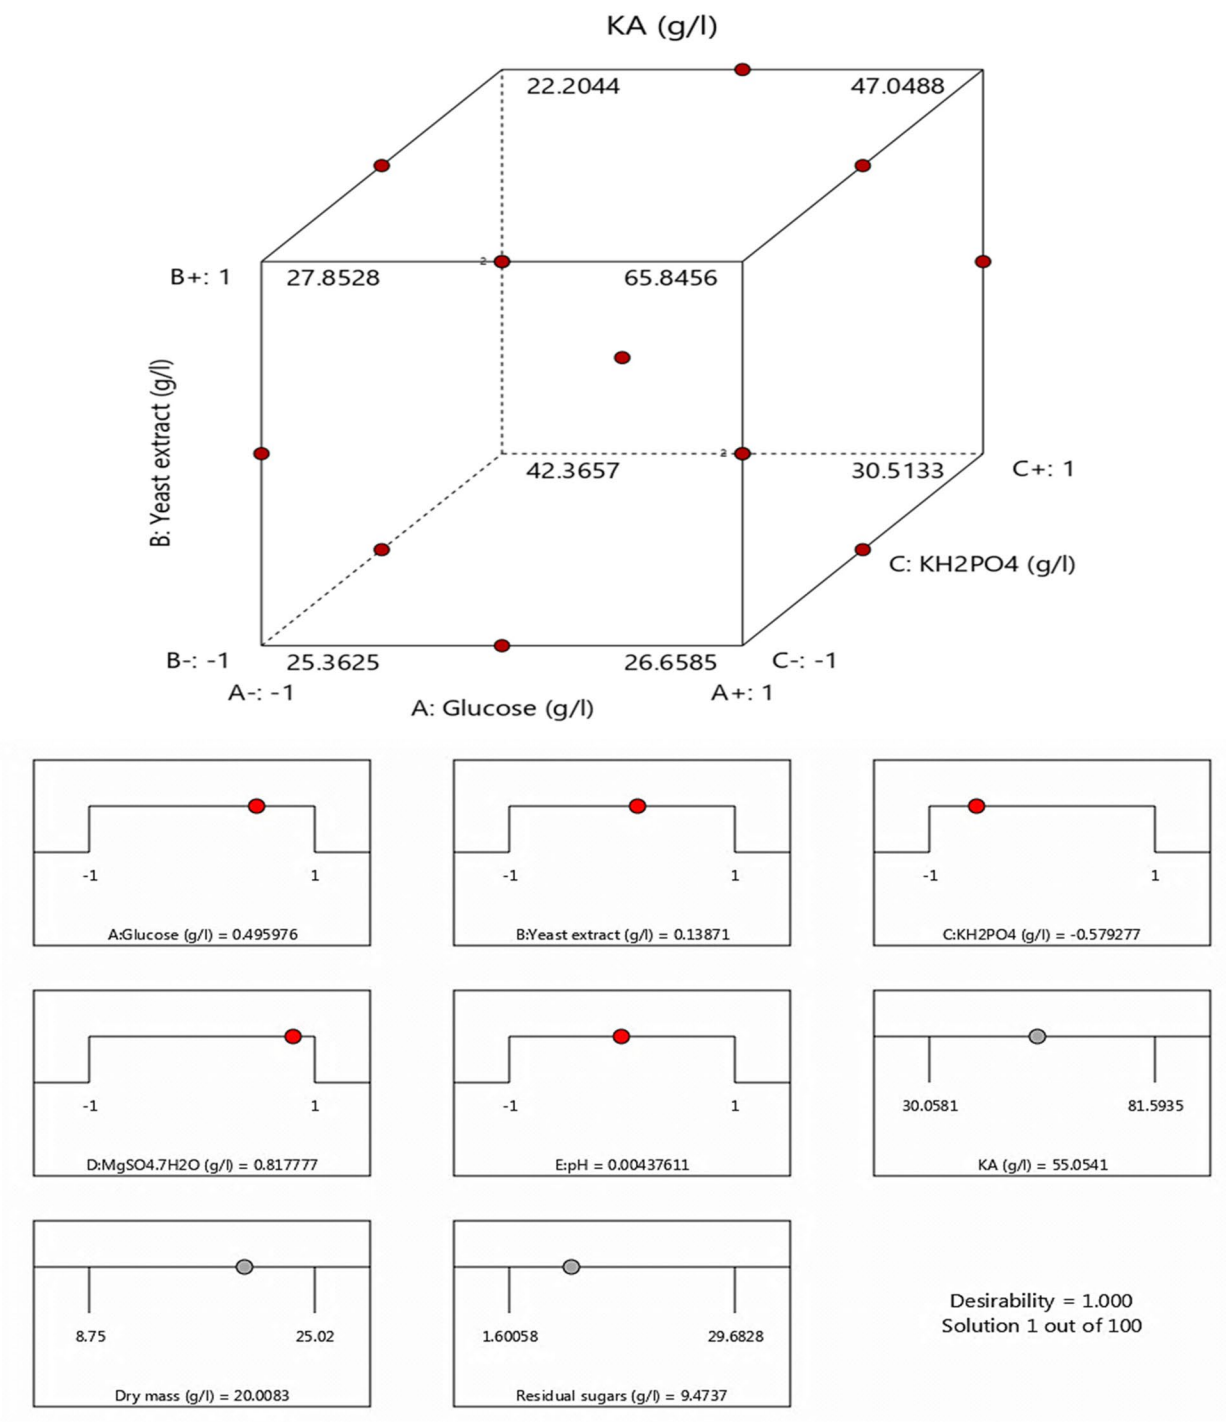 KA (g/l)
22.2044
47.0488
B+: 1
2
27.8528
65.8456
B: Yeast extract (g/l)
2
42.3657
30.5133
C+: 1
C: KH2PO4 (g/l)
B-: -1
25.3625
26.6585
C-: -1
A-: -1
A+: 1
A: Glucose (g/l)
-1 1
A:Glucose (g/l) = 0.495976
-1 1
B:Yeast extract (g/l) = 0.13871
-1 1
C:KH2PO4 (g/l) = -0.579277
-1 1
D:MgSO4.7H2O (g/l) = 0.817777
-1 1
E:pH = 0.00437611
30.0581 81.5935
KA (g/l) = 55.0541
8.75 25.02
Dry mass (g/l) = 20.0083
1.60058 29.6828
Residual sugars (g/l) = 9.4737
Desirability = 1.000
Solution 1 out of 100